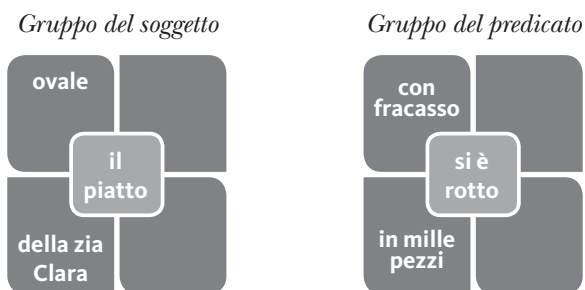 Gruppo del soggetto
ovale
il
piatto
della zia
Clara
Gruppo del predicato
con
fracasso
si è
rotto
in mille
pezzi